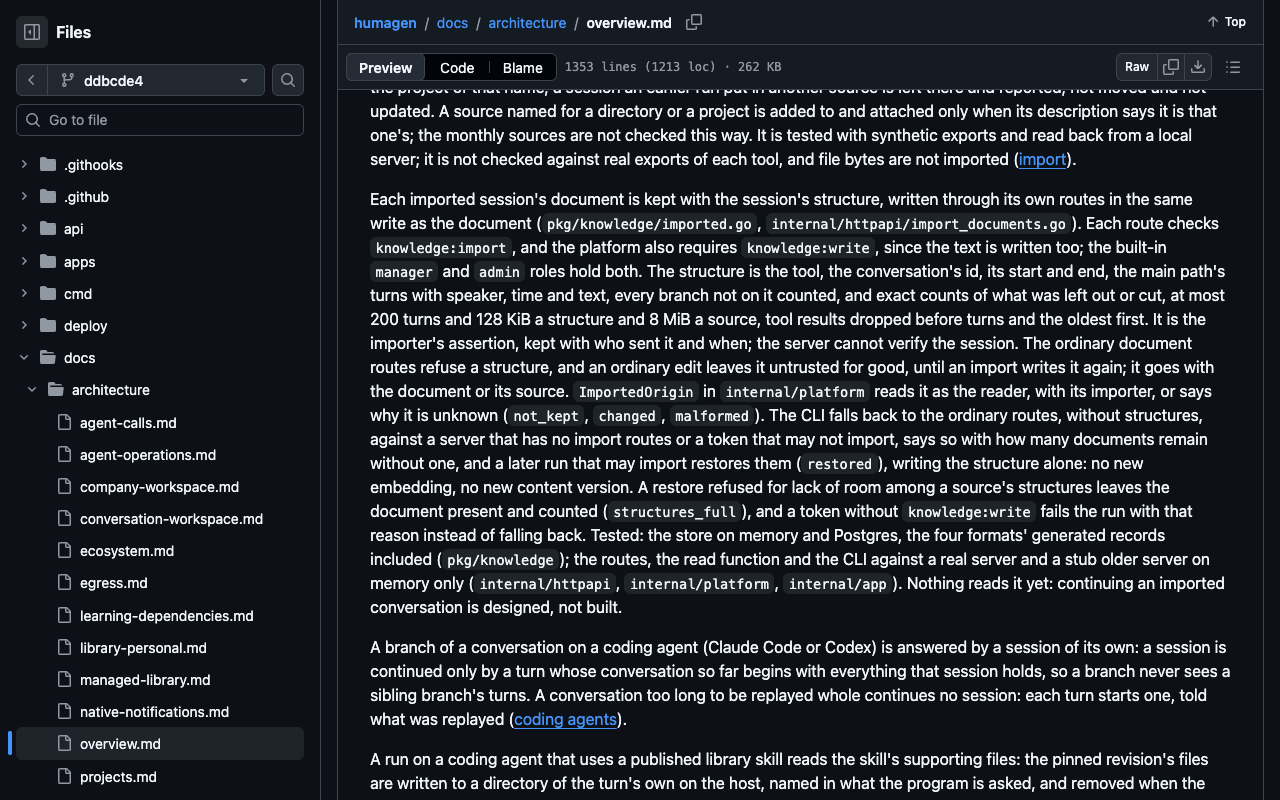 Files
ddbcde4
Go to file
.githooks
.github
api
apps
cmd
deploy
docs
architecture
agent-calls.md
agent-operations.md
company-workspace.md
conversation-workspace.md
ecosystem.md
egress.md
learning-dependencies.md
library-personal.md
managed-library.md
native-notifications.md
overview.md
projects.md
humagen / docs / architecture / overview.md
Top
Preview Code Blame 1353 lines (1213 loc) · 262 KB
Raw
the project of that name, a session an earlier run put in another source is left there and reported, not moved and not
updated. A source named for a directory or a project is added to and attached only when its description says it is that
one's; the monthly sources are not checked this way. It is tested with synthetic exports and read back from a local
server; it is not checked against real exports of each tool, and file bytes are not imported (import).
Each imported session's document is kept with the session's structure, written through its own routes in the same
write as the document ( pkg/knowledge/imported.go , internal/httpapi/import_documents.go ). Each route checks
knowledge:import , and the platform also requires knowledge:write , since the text is written too; the built-in
manager and admin roles hold both. The structure is the tool, the conversation's id, its start and end, the main path's
turns with speaker, time and text, every branch not on it counted, and exact counts of what was left out or cut, at most
200 turns and 128 KiB a structure and 8 MiB a source, tool results dropped before turns and the oldest first. It is the
importer's assertion, kept with who sent it and when; the server cannot verify the session. The ordinary document
routes refuse a structure, and an ordinary edit leaves it untrusted for good, until an import writes it again; it goes with
the document or its source. ImportedOrigin in internal/platform reads it as the reader, with its importer, or says
why it is unknown ( not_kept , changed , malformed ). The CLI falls back to the ordinary routes, without structures,
against a server that has no import routes or a token that may not import, says so with how many documents remain
without one, and a later run that may import restores them ( restored ), writing the structure alone: no new
embedding, no new content version. A restore refused for lack of room among a source's structures leaves the
document present and counted ( structures_full ), and a token without knowledge:write fails the run with that
reason instead of falling back. Tested: the store on memory and Postgres, the four formats' generated records
included ( pkg/knowledge ); the routes, the read function and the CLI against a real server and a stub older server on
memory only ( internal/httpapi , internal/platform , internal/app ). Nothing reads it yet: continuing an imported
conversation is designed, not built.
A branch of a conversation on a coding agent (Claude Code or Codex) is answered by a session of its own: a session is
continued only by a turn whose conversation so far begins with everything that session holds, so a branch never sees a
sibling branch's turns. A conversation too long to be replayed whole continues no session: each turn starts one, told
what was replayed (coding agents).
A run on a coding agent that uses a published library skill reads the skill's supporting files: the pinned revision's files
are written to a directory of the turn's own on the host, named in what the program is asked, and removed when the